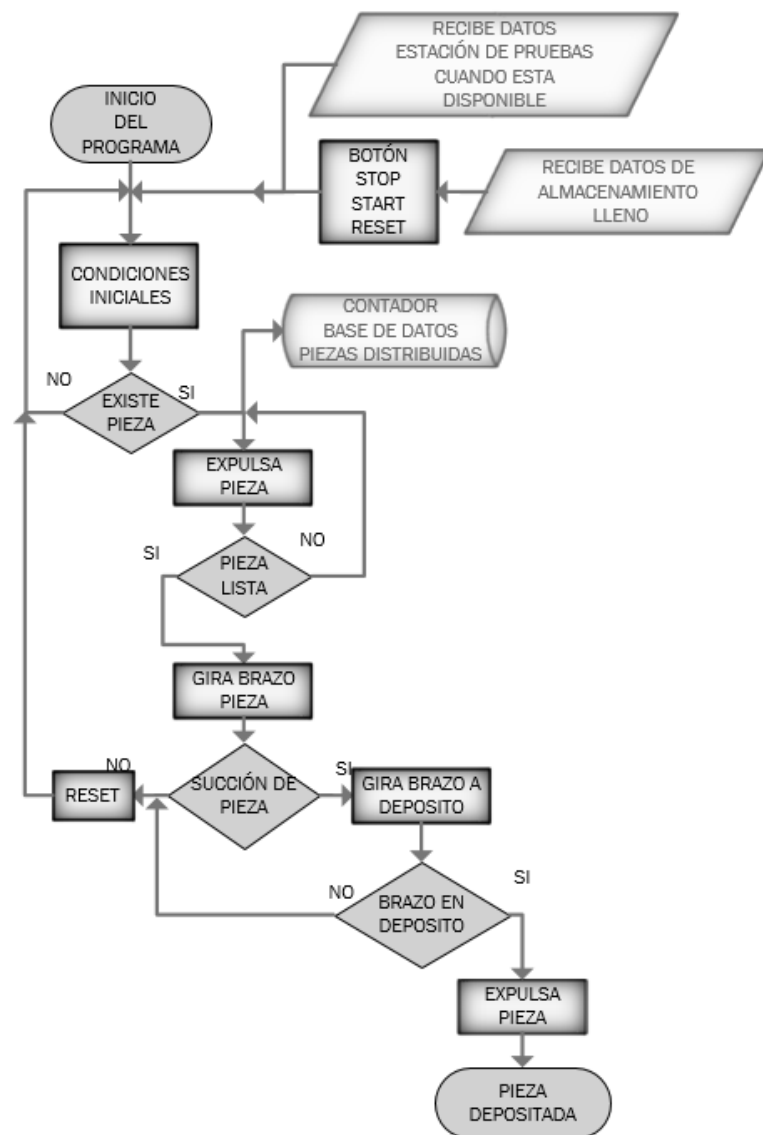 RECIBE DATOS
ESTACIÓN DE PRUEBAS
CUANDO ESTA
DISPONIBLE
INICIO
DEL
PROGRAMA
BOTÓN
STOP
START
RESET
RECIBE DATOS DE
ALMACENAMIENTO
LLENO
CONDICIONES
INICIALES
CONTADOR
BASE DE DATOS
PIEZAS DISTRIBUIDAS
NO
SI
EXISTE
PIEZA
EXPULSA
PIEZA
SI
NO
PIEZA
LISTA
GIRA BRAZO
PIEZA
NO
SI
RESET
SUCCIÓN DE
PIEZA
GIRA BRAZO A
DEPOSITO
NO
SI
BRAZO EN
DEPOSITO
EXPULSA
PIEZA
PIEZA
DEPOSITADA